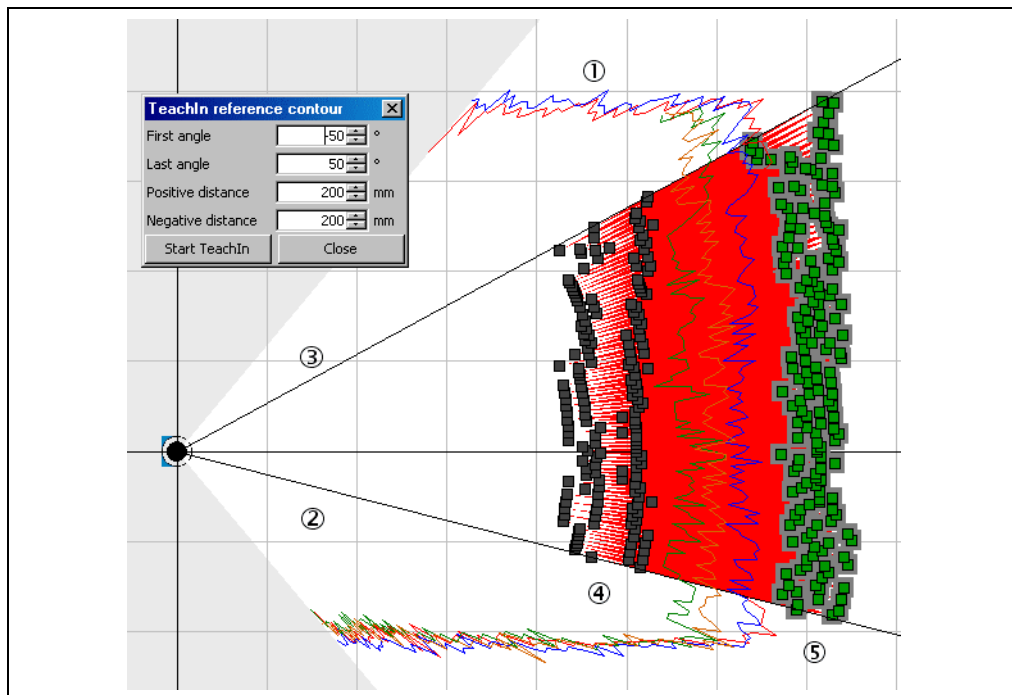 ①
TeachIn reference contour
First angle -50 °
Last angle 50 °
Positive distance 200 mm
Negative distance 200 mm
Start TeachIn Close
③
②
④
⑤